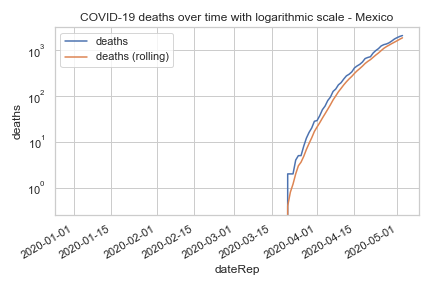 COVID-19 deaths over time with logarithmic scale - Mexico
deaths
deaths (rolling)
deaths
10³
10²
10¹
10⁰
2020-01-01
2020-01-15
2020-02-01
2020-02-15
2020-03-01
2020-03-15
2020-04-01
2020-04-15
2020-05-01
dateRep